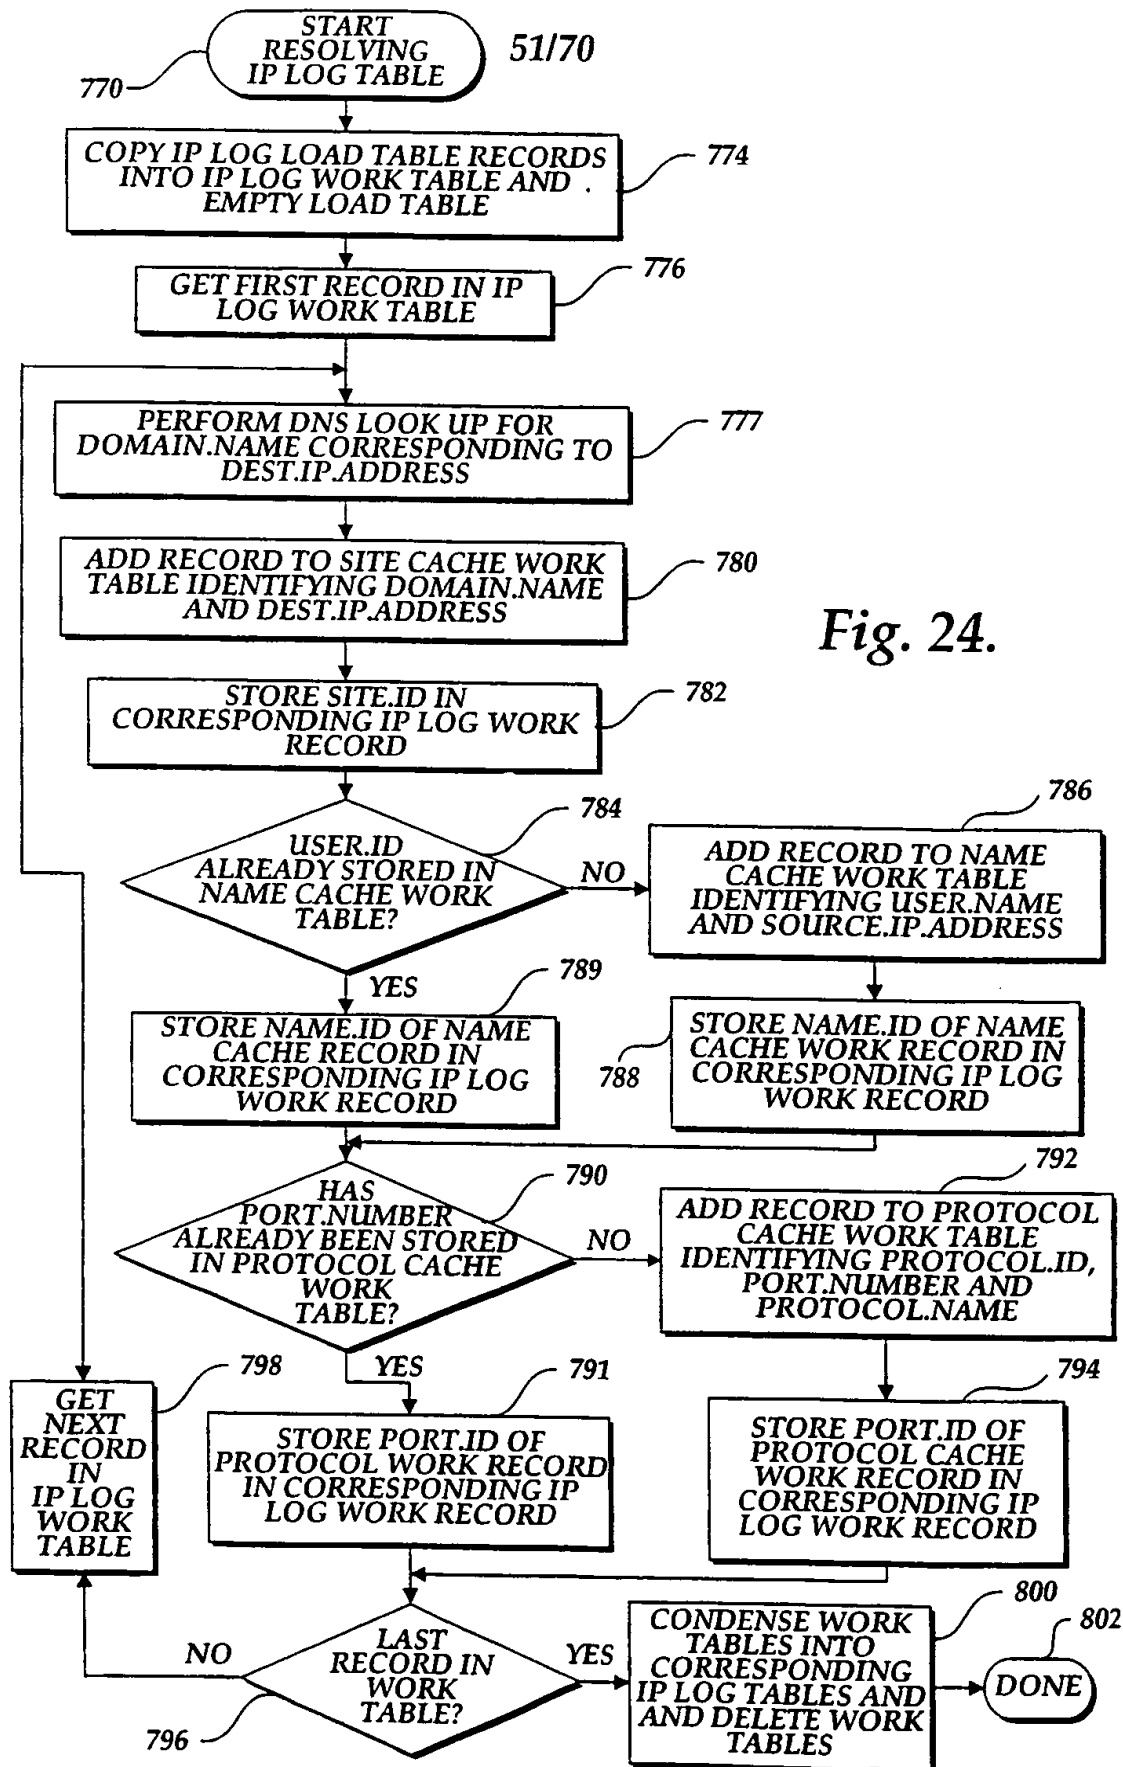 START
RESOLVING
IP LOG TABLE
51/70
770
COPY IP LOG LOAD TABLE RECORDS
INTO IP LOG WORK TABLE AND
EMPTY LOAD TABLE
774
GET FIRST RECORD IN IP
LOG WORK TABLE
776
PERFORM DNS LOOK UP FOR
DOMAIN.NAME CORRESPONDING TO
DEST.IP.ADDRESS
777
ADD RECORD TO SITE CACHE WORK
TABLE IDENTIFYING DOMAIN.NAME
AND DEST.IP.ADDRESS
780
Fig. 24.
STORE SITE.ID IN
CORRESPONDING IP LOG WORK
RECORD
782
USER.ID
ALREADY STORED IN
NAME CACHE WORK
TABLE?
784
NO
YES
ADD RECORD TO NAME
CACHE WORK TABLE
IDENTIFYING USER.NAME
AND SOURCE.IP.ADDRESS
786
STORE NAME.ID OF NAME
CACHE RECORD IN
CORRESPONDING IP LOG
WORK RECORD
789
STORE NAME.ID OF NAME
CACHE WORK RECORD IN
CORRESPONDING IP LOG
WORK RECORD
788
HAS
PORT.NUMBER
ALREADY BEEN STORED
IN PROTOCOL CACHE
WORK
TABLE?
790
NO
YES
ADD RECORD TO PROTOCOL
CACHE WORK TABLE
IDENTIFYING PROTOCOL.ID,
PORT.NUMBER AND
PROTOCOL.NAME
792
GET
NEXT
RECORD
IN
IP LOG
WORK
TABLE
798
STORE PORT.ID OF
PROTOCOL WORK RECORD
IN CORRESPONDING IP
LOG WORK RECORD
791
STORE PORT.ID OF
PROTOCOL CACHE
WORK RECORD IN
CORRESPONDING IP
LOG WORK RECORD
794
LAST
RECORD IN
WORK
TABLE?
796
NO
YES
CONDENSE WORK
TABLES INTO
CORRESPONDING
IP LOG TABLES AND
AND DELETE WORK
TABLES
800
DONE
802